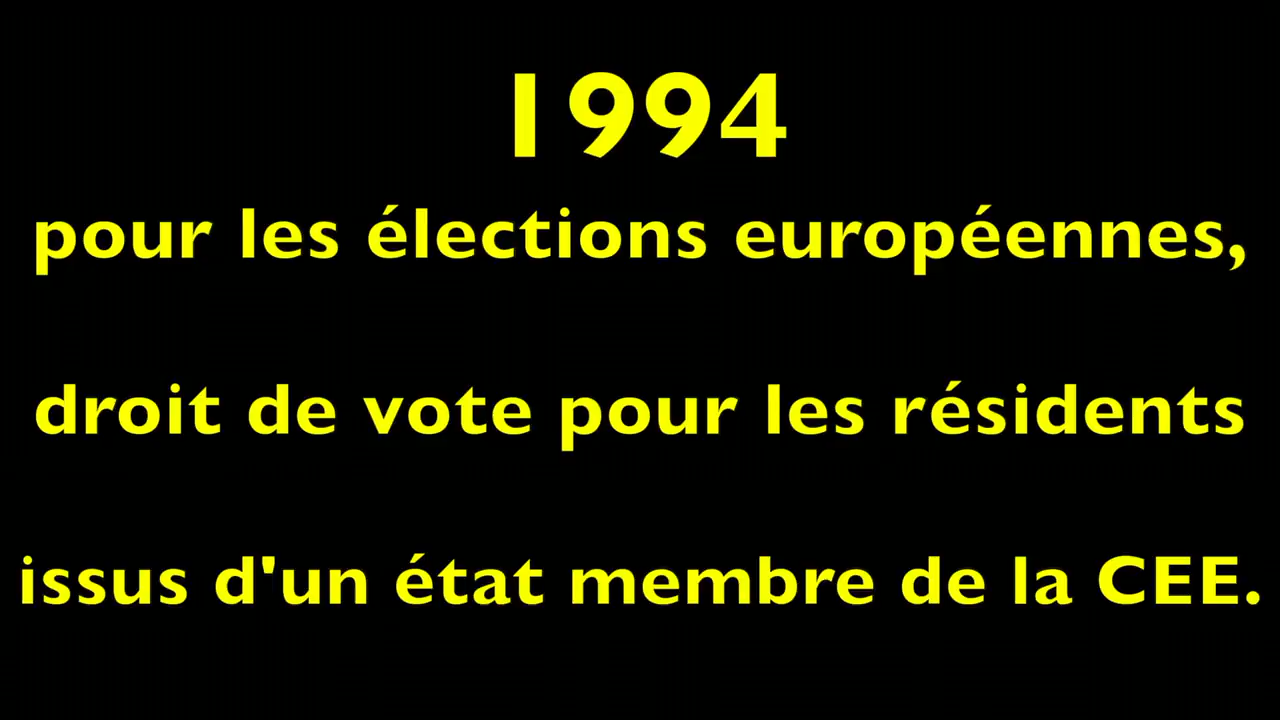 1994
pour les élections européennes,
droit de vote pour les résidents
issus d'un état membre de la CEE.